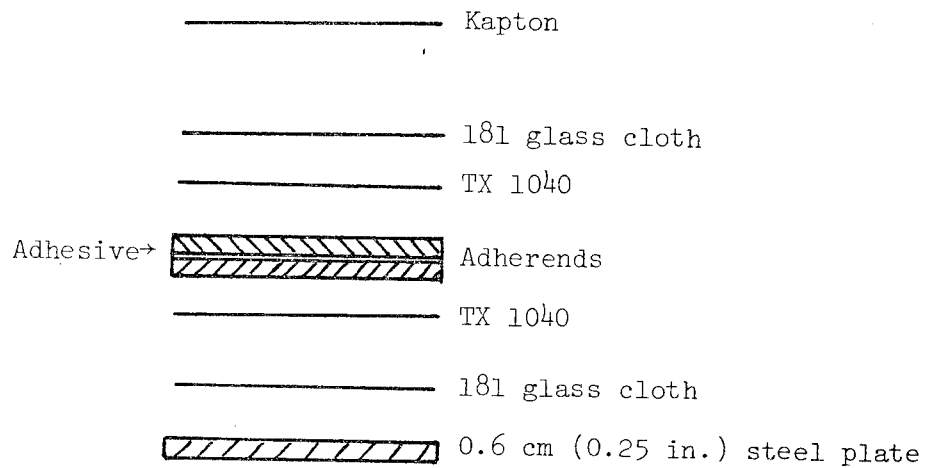 Kapton
181 glass cloth
TX 1040
Adhesive→
Adherends
TX 1040
181 glass cloth
0.6 cm (0.25 in.) steel plate